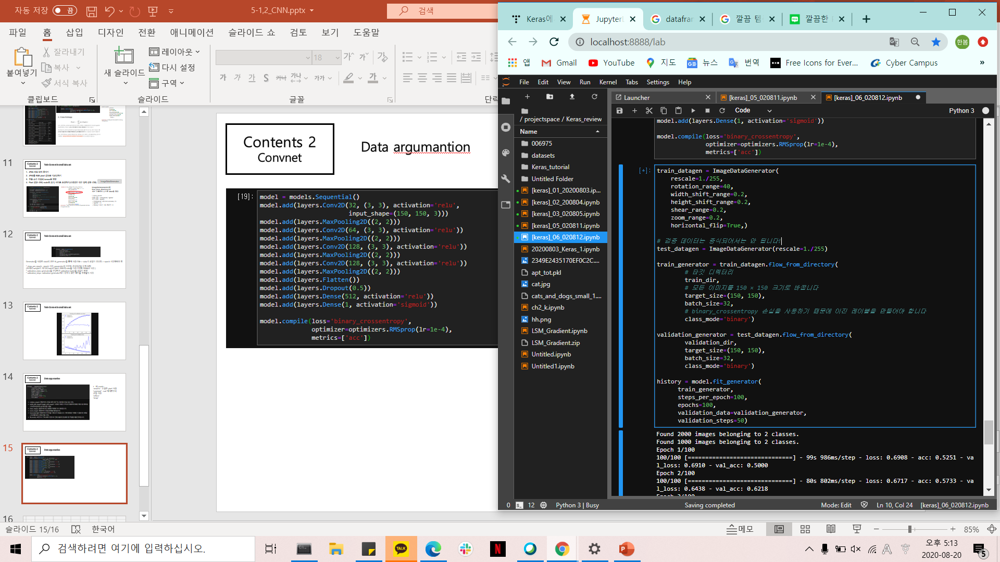 자동 저장
끔
5-1,2_CNN.pptx
검색
파일
홈
삽입
디자인
전환
애니메이션
슬라이드 쇼
검토
보기
도움말
붙여넣기
잘라내기
복사
서식 복사
클립보드
새 슬라이드
레이아웃
다시 설정
구역
슬라이드
18
가
가
가
가
가
S
가나
가가
가
글꼴
단락
11
12
13
14
15
16
Contents 2
Convnet
Data argumantion
[19]:
model = models.Sequential()
model.add(layers.Conv2D(32, (3, 3), activation='relu',
input_shape=(150, 150, 3)))
model.add(layers.MaxPooling2D((2, 2)))
model.add(layers.Conv2D(64, (3, 3), activation='relu'))
model.add(layers.MaxPooling2D((2, 2)))
model.add(layers.Conv2D(128, (3, 3), activation='relu'))
model.add(layers.MaxPooling2D((2, 2)))
model.add(layers.Conv2D(128, (3, 3), activation='relu'))
model.add(layers.MaxPooling2D((2, 2)))
model.add(layers.Flatten())
model.add(layers.Dropout(0.5))
model.add(layers.Dense(512, activation='relu'))
model.add(layers.Dense(1, activation='sigmoid'))
model.compile(loss='binary_crossentropy',
optimizer=optimizers.RMSprop(lr=1e-4),
metrics=['acc'])
Keras에
JupyterL
datafran
깔끔 템
깔끔한
localhost:8888/lab
한봄
앱
Gmail
YouTube
지도
뉴스
번역
Free Icons for Ever...
Cyber Campus
File
Edit
View
Run
Kernel
Tabs
Settings
Help
/ projectspace / Keras_review
Name
006975
datasets
Keras_tutorial
Untitled Folder
[keras]_01_20200803.ip...
[keras]_02_200804.ipynb
[keras]_03_020805.ipynb
[keras]_05_020811.ipynb
[keras]_06_020812.ipynb
20200803_Keras_1.ipynb
2349E2435170EF0C2C....
apt_tot.pkl
cat.jpg
cats_and_dogs_small_1....
ch2_k.ipynb
hh.png
LSM_Gradient.ipynb
LSM_Gradient.zip
Untitled.ipynb
Untitled1.ipynb
Launcher
[keras]_05_020811.ipynb
[keras]_06_020812.ipynb
Code
Python 3
model.add(layers.Dense(1, activation='sigmoid'))
model.compile(loss='binary_crossentropy',
optimizer=optimizers.RMSprop(lr=1e-4),
metrics=['acc'])
[*]:
train_datagen = ImageDataGenerator(
rescale=1./255,
rotation_range=40,
width_shift_range=0.2,
height_shift_range=0.2,
shear_range=0.2,
zoom_range=0.2,
horizontal_flip=True,)
# 검증 데이터는 증식되어서는 안 됩니다!
test_datagen = ImageDataGenerator(rescale=1./255)
train_generator = train_datagen.flow_from_directory(
# 타깃 디렉터리
train_dir,
# 모든 이미지를 150 × 150 크기로 바꿉니다
target_size=(150, 150),
batch_size=32,
# binary_crossentropy 손실을 사용하기 때문에 이진 레이블을 만들어야 합니다
class_mode='binary')
validation_generator = test_datagen.flow_from_directory(
validation_dir,
target_size=(150, 150),
batch_size=32,
class_mode='binary')
history = model.fit_generator(
train_generator,
steps_per_epoch=100,
epochs=100,
validation_data=validation_generator,
validation_steps=50)
Found 2000 images belonging to 2 classes.
Found 1000 images belonging to 2 classes.
Epoch 1/100
100/100 [==============================] - 99s 986ms/step - loss: 0.6908 - acc: 0.5251 - va
l_loss: 0.6910 - val_acc: 0.5000
Epoch 2/100
100/100 [==============================] - 80s 802ms/step - loss: 0.6717 - acc: 0.5733 - va
l_loss: 0.6438 - val_acc: 0.6218
0
12
Python 3 | Busy
Saving completed
Mode: Edit
Ln 10, Col 24
[keras]_06_020812.ipynb
슬라이드 15/16
한국어
메모
85%
검색하려면 여기에 입력하십시오.
TALK
N
오후 5:13
2020-08-20
5